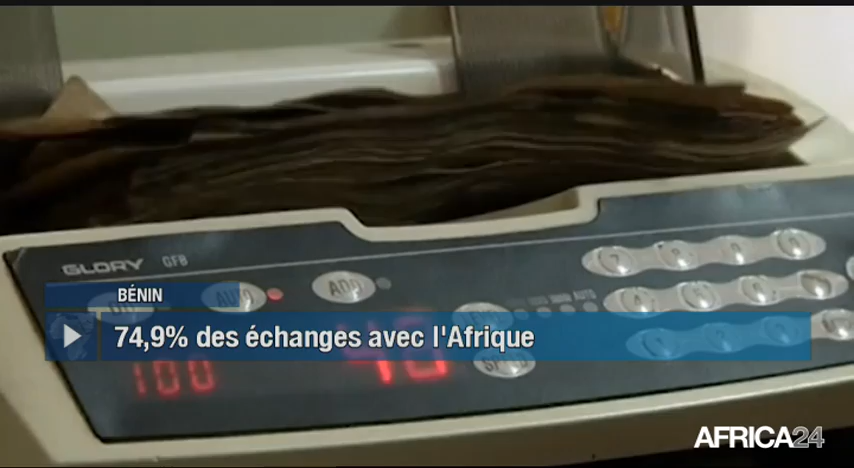 GLORY GFB
BÉNIN
AUTO
ADD
74,9% des échanges avec l'Afrique
100
AFRICA24